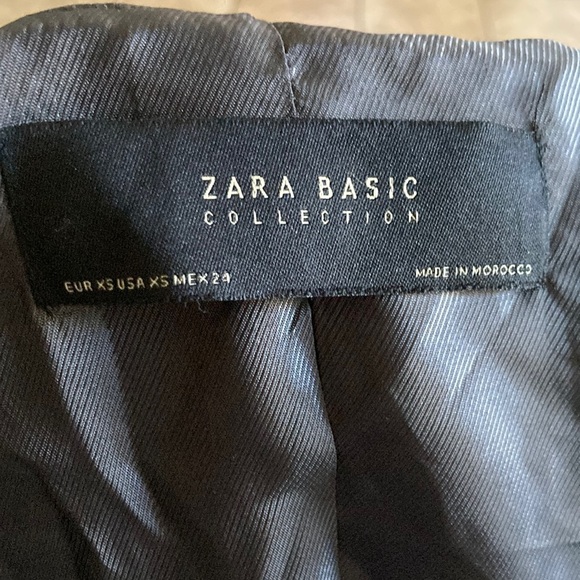 ZARA BASIC
COLLECTION
EUR XS USA XS MEX 24
MADE IN MOROCCO